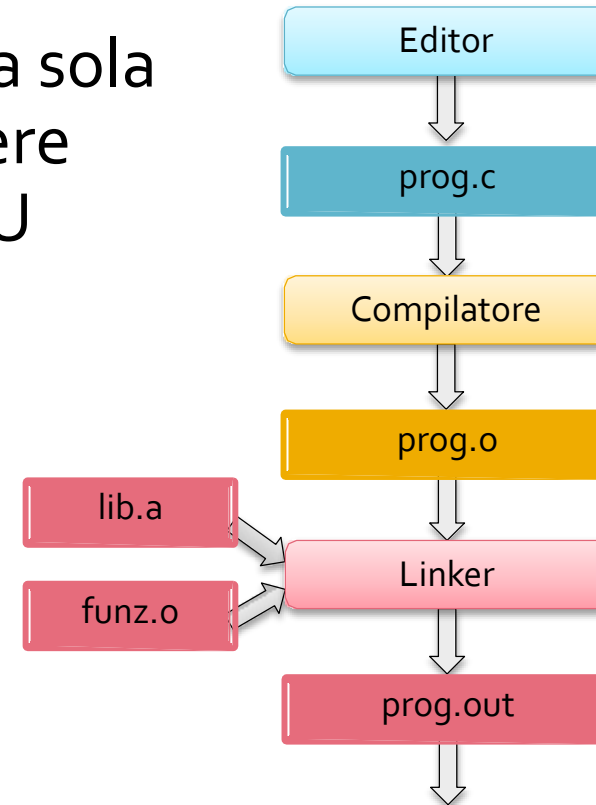 a sola
ere
U
Editor
prog.c
Compilatore
prog.o
lib.a
funz.o
Linker
prog.out